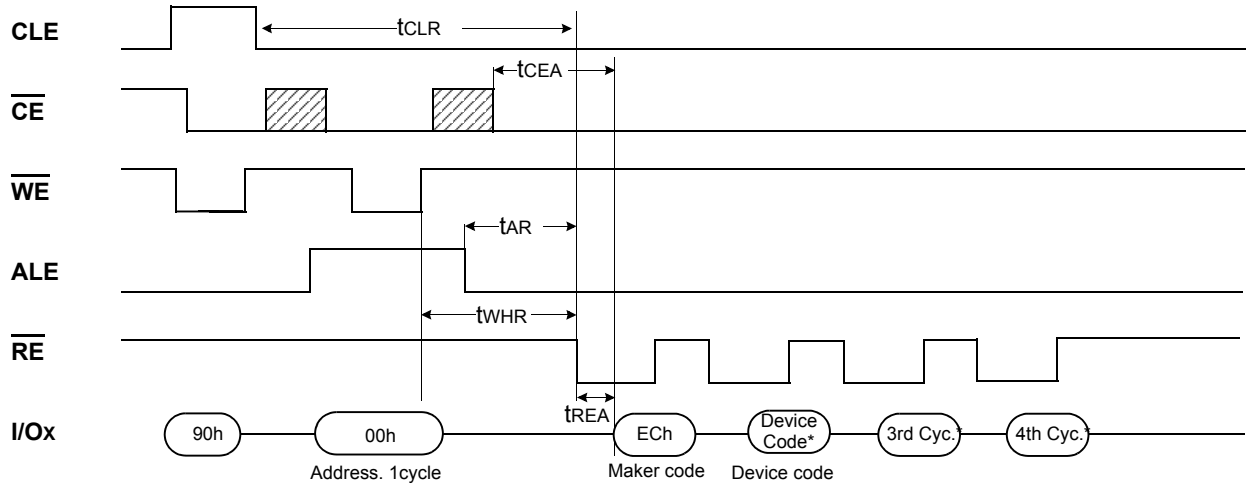 CLE
tCLR
tCEA
CE
WE
tAR
ALE
tWHR
RE
tREA
I/Ox
90h
00h
ECh
Device
Code*
3rd Cyc.*
4th Cyc.*
Address. 1cycle
Maker code
Device code